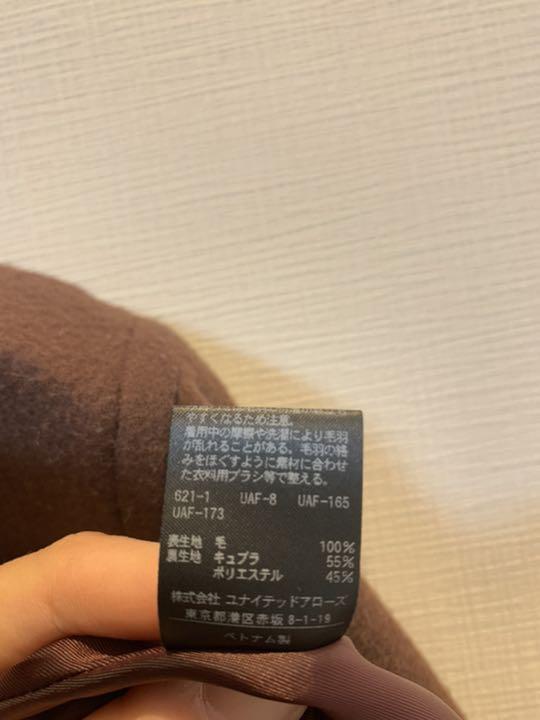 やすくなるため注意。
着用中の摩擦や洗濯により毛羽
が乱れることがある。毛羽の絡
みをほぐすように素材に合わせ
た衣料用ブラシ等で整える。
621-1 UAF-8 UAF-165
UAF-173
表生地 毛 100%
裏生地 キュプラ 55%
ポリエステル 45%
株式会社 ユナイテッドアローズ
東京都港区赤坂 8-1-19
ベトナム製